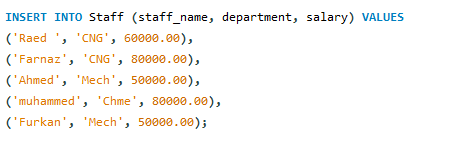 INSERT INTO Staff (staff_name, department, salary) VALUES
('Raed ', 'CNG', 60000.00),
('Farnaz', 'CNG', 80000.00),
('Ahmed', 'Mech', 50000.00),
('muhammed', 'Chme', 80000.00),
('Furkan', 'Mech', 50000.00);